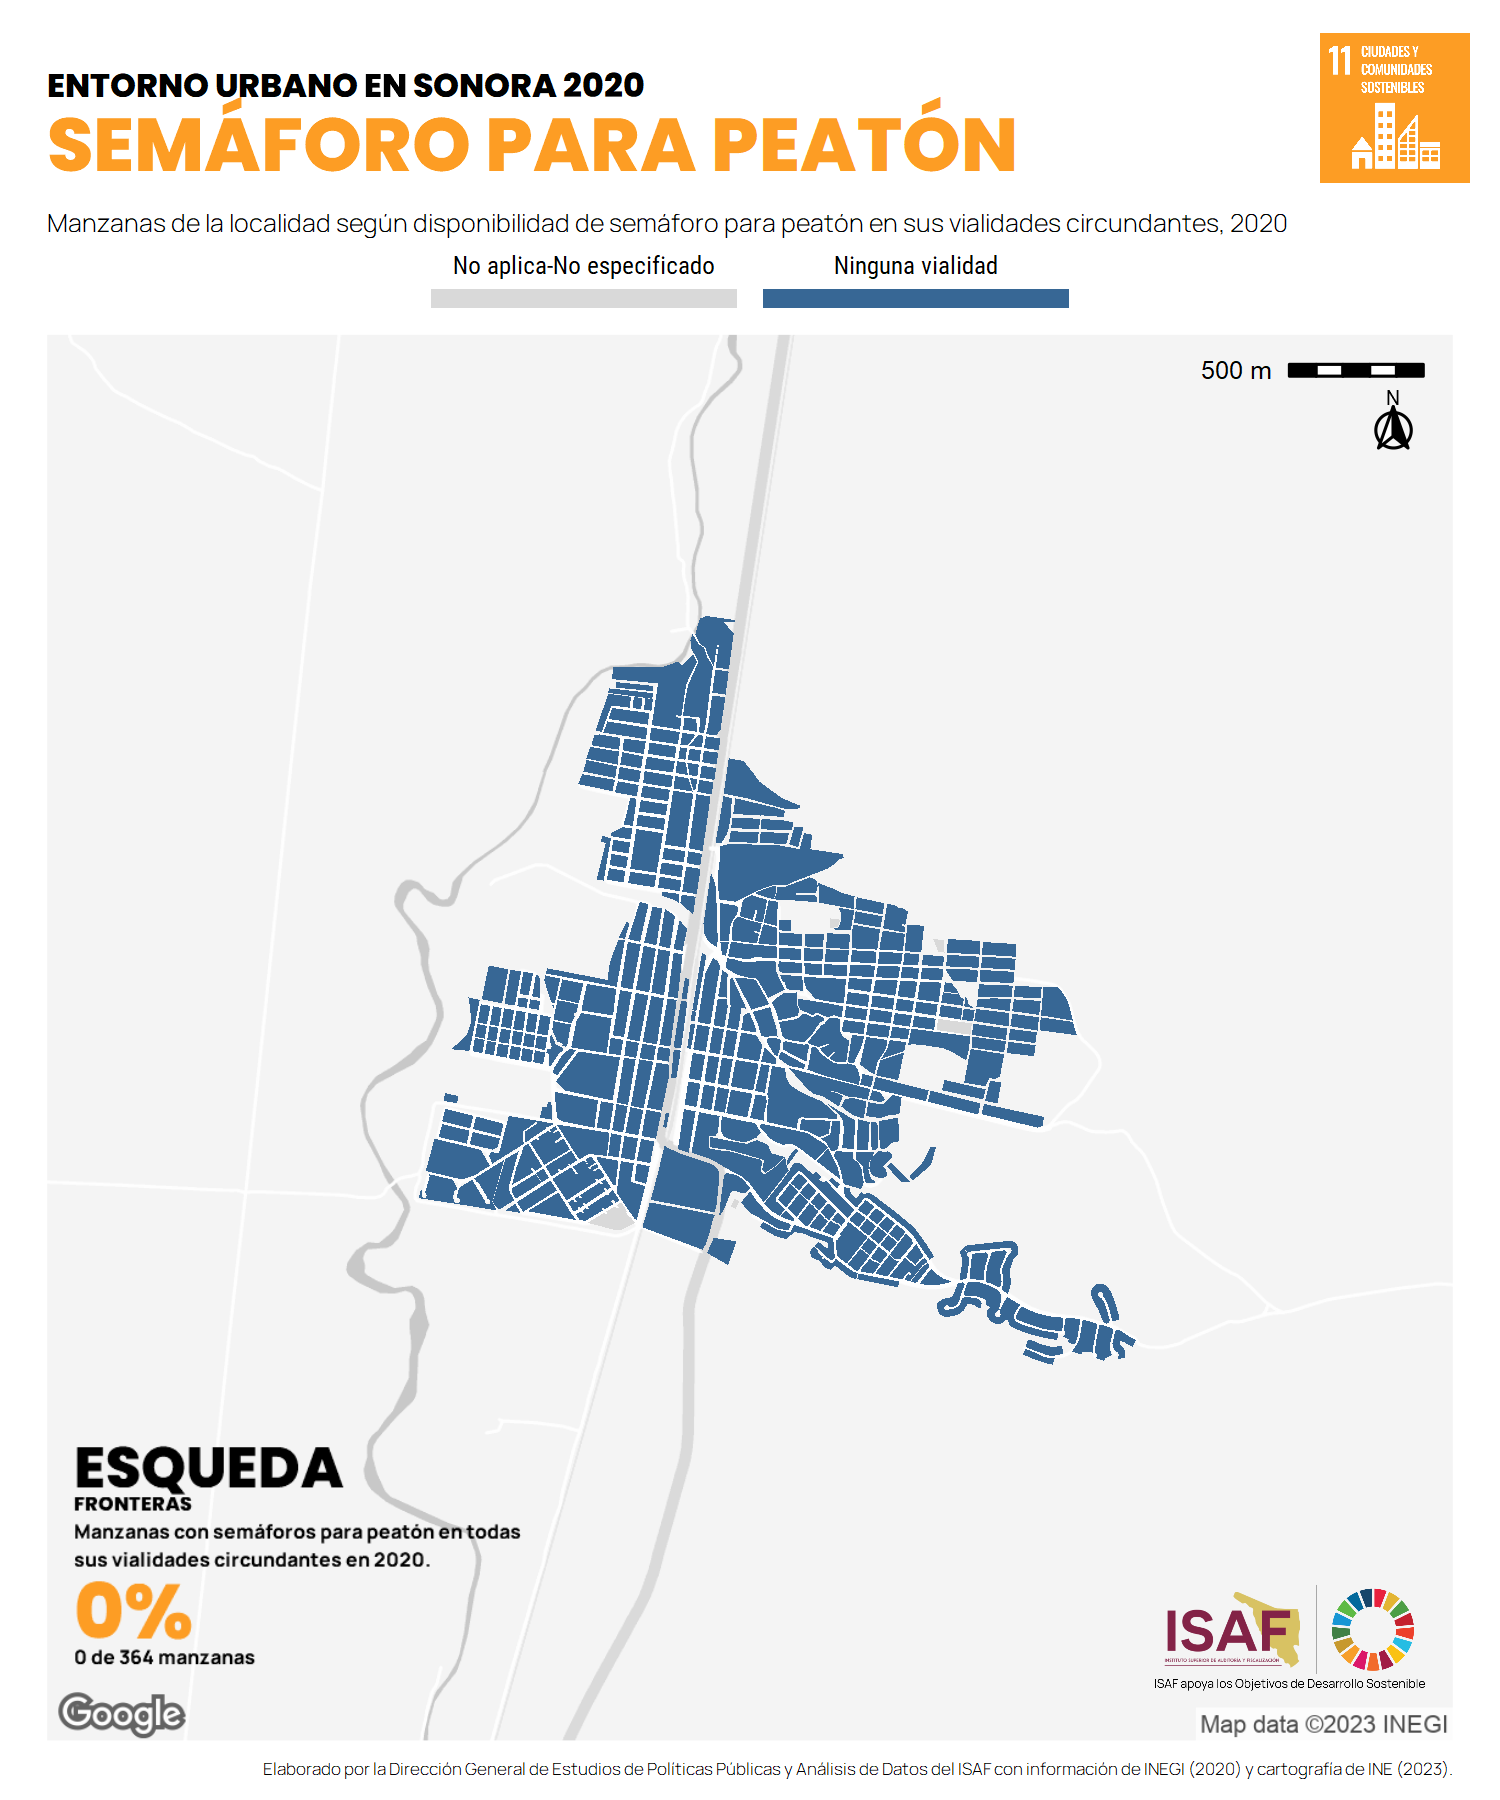 ENTORNO URBANO EN SONORA 2020
SEMÁFORO PARA PEATÓN
11 CIUDADES Y
COMUNIDADES
SOSTENIBLES
Manzanas de la localidad según disponibilidad de semáforo para peatón en sus vialidades circundantes, 2020
No aplica-No especificado
Ninguna vialidad
500 m
N
ESQUEDA
FRONTERAS
Manzanas con semáforos para peatón en todas
sus vialidades circundantes en 2020.
0%
0 de 364 manzanas
ISAF
INSTITUTO SUPERIOR DE AUDITORÍA Y FISCALIZACIÓN
ISAF apoya los Objetivos de Desarrollo Sostenible
Google
Map data ©2023 INEGI
Elaborado por la Dirección General de Estudios de Políticas Públicas y Análisis de Datos del ISAF con información de INEGI (2020) y cartografía de INE (2023).